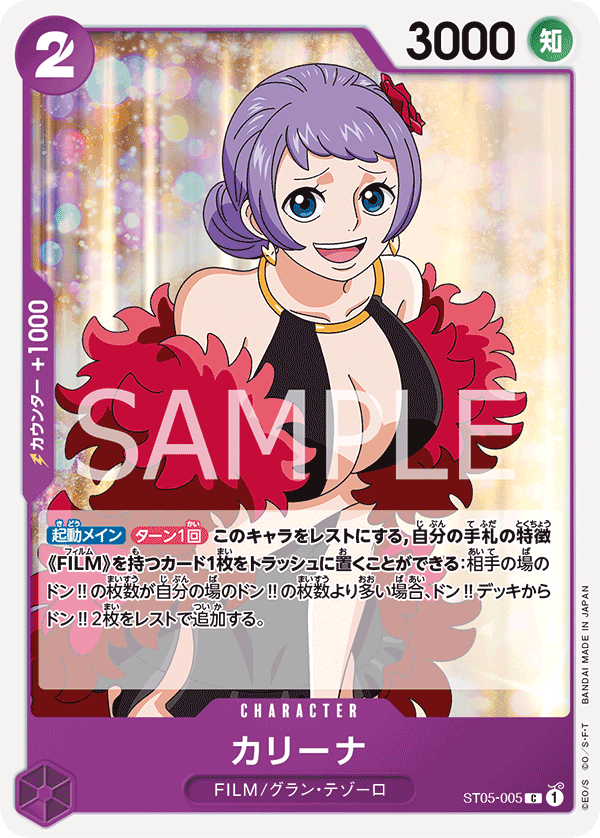 2
3000 知
カウンター +1000
SAMPLE
起動メイン ターン1回 このキャラをレストにする,自分の手札の特徴
《FILM》を持つカード1枚をトラッシュに置くことができる:相手の場の
ドン!!の枚数が自分の場のドン!!の枚数より多い場合、ドン!!デッキから
ドン!!2枚をレストで追加する。
CHARACTER
カリーナ
FILM/グラン・テゾーロ
ST05-005 C 1
©E.O/S ©O/S・F・T BANDAI MADE IN JAPAN